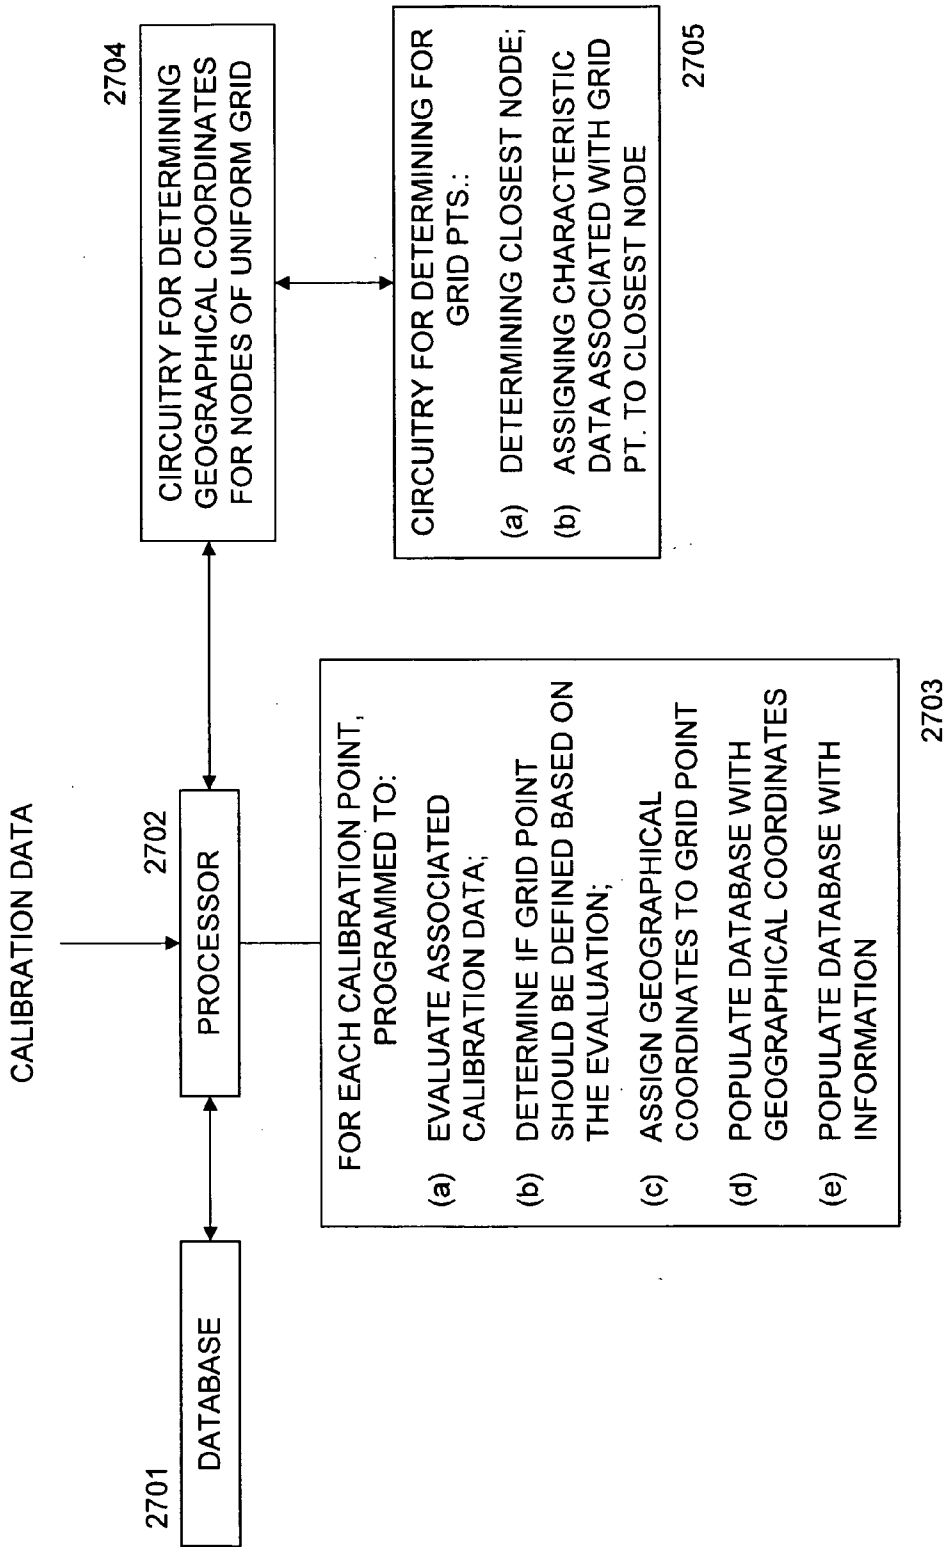 CALIBRATION DATA
2701
DATABASE
2702
PROCESSOR
2704
CIRCUITRY FOR DETERMINING
GEOGRAPHICAL COORDINATES
FOR NODES OF UNIFORM GRID
FOR EACH CALIBRATION POINT,
PROGRAMMED TO:
(a) EVALUATE ASSOCIATED
CALIBRATION DATA;
(b) DETERMINE IF GRID POINT
SHOULD BE DEFINED BASED ON
THE EVALUATION;
(c) ASSIGN GEOGRAPHICAL
COORDINATES TO GRID POINT
(d) POPULATE DATABASE WITH
GEOGRAPHICAL COORDINATES
(e) POPULATE DATABASE WITH
INFORMATION
2703
CIRCUITRY FOR DETERMINING FOR
GRID PTS.:
(a) DETERMINING CLOSEST NODE;
(b) ASSIGNING CHARACTERISTIC
DATA ASSOCIATED WITH GRID
PT. TO CLOSEST NODE
2705